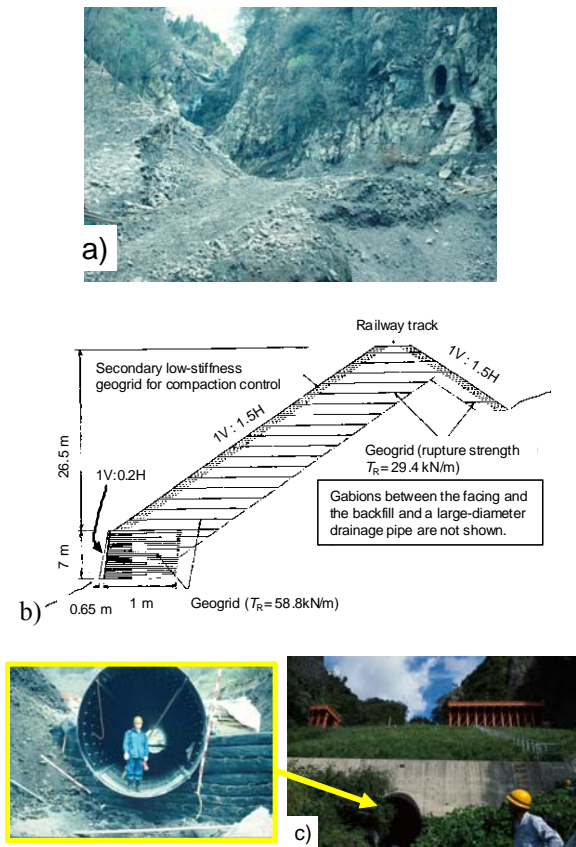 a)
Railway track
Secondary low-stiffness
geogrid for compaction control
1V:1.5H
1V:1.5H
26.5 m
Geogrid (rupture strength
T_R=29.4 kN/m)
1V:0.2H
Gabions between the facing and
the backfill and a large-diameter
drainage pipe are not shown.
7 m
b)
0.65 m
1 m
Geogrid (T_R=58.8kN/m)
c)